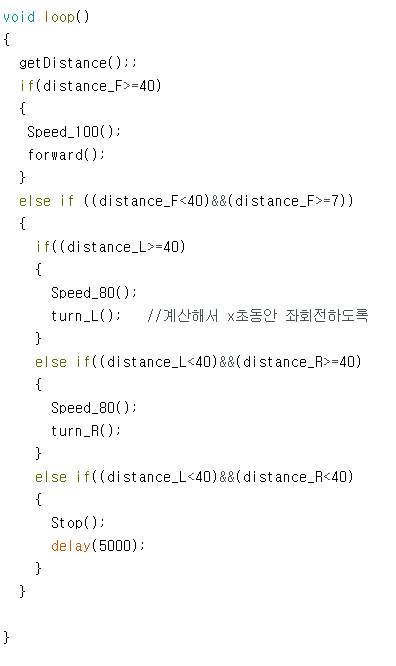 void loop()
{
  getDistance();;
  if(distance_F>=40)
  {
   Speed_100();
   forward();
  }
  else if ((distance_F<40)&&(distance_F>=7))
  {
    if((distance_L>=40)
    {
      Speed_80();
      turn_L();   //계산해서 x초동안 좌회전하도록
    }
    else if((distance_L<40)&&(distance_R>=40)
    {
      Speed_80();
      turn_R();
    }
    else if((distance_L<40)&&(distance_R<40)
    {
      Stop();
      delay(5000);
    }
  }

}